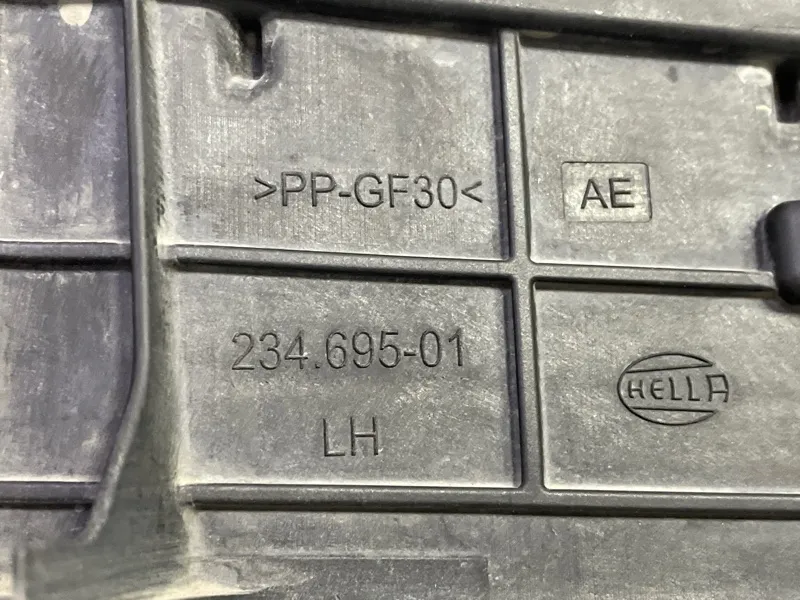 >PP-GF30<
AE
234.695-01
LH
HELLA